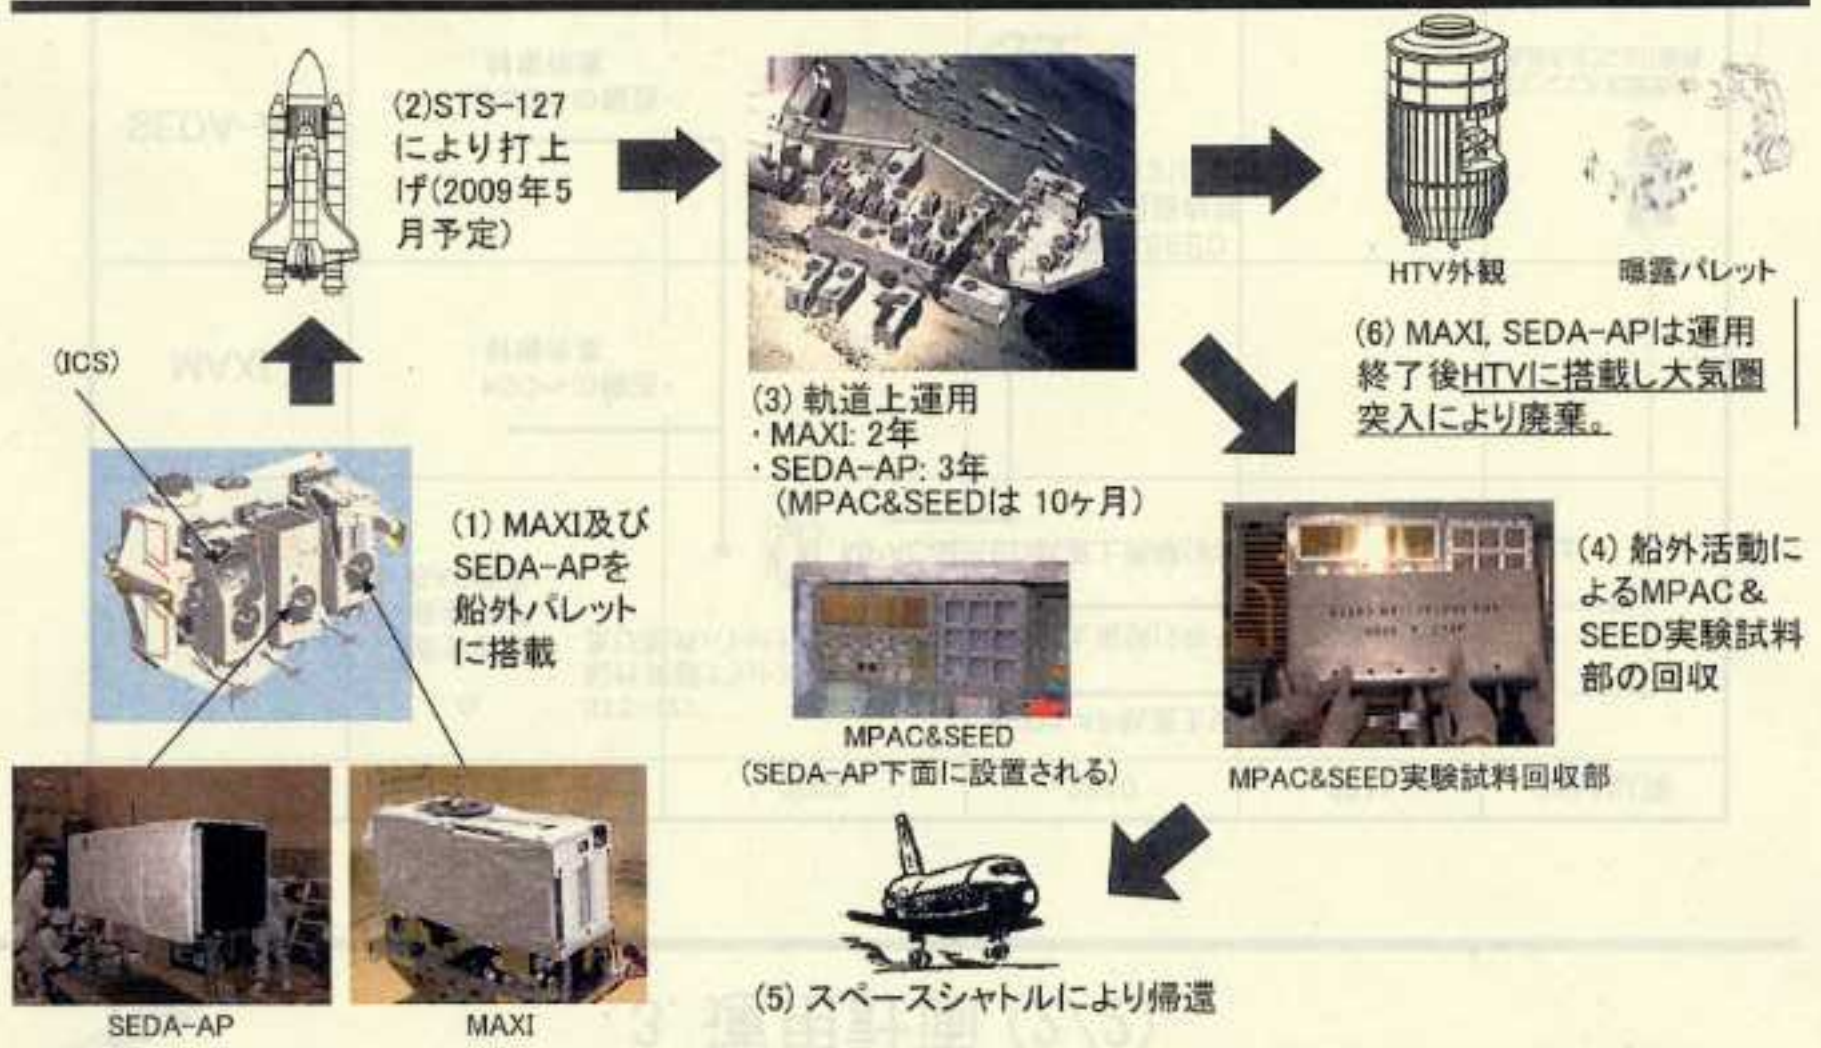 (2)STS-127
により打上
げ(2009年5
月予定)
(ICS)
(1) MAXI及び
SEDA-APを
船外パレット
に搭載
SEDA-AP
MAXI
(3) 軌道上運用
・MAXI: 2年
・SEDA-AP: 3年
(MPAC&SEEDは 10ヶ月)
MPAC&SEED
(SEDA-AP下面に設置される)
HTV外観
曝露パレット
(6) MAXI, SEDA-APは運用
終了後HTVに搭載し大気圏
突入により廃棄。
(4) 船外活動に
よるMPAC&
SEED実験試料
部の回収
MPAC&SEED実験試料回収部
(5) スペースシャトルにより帰還